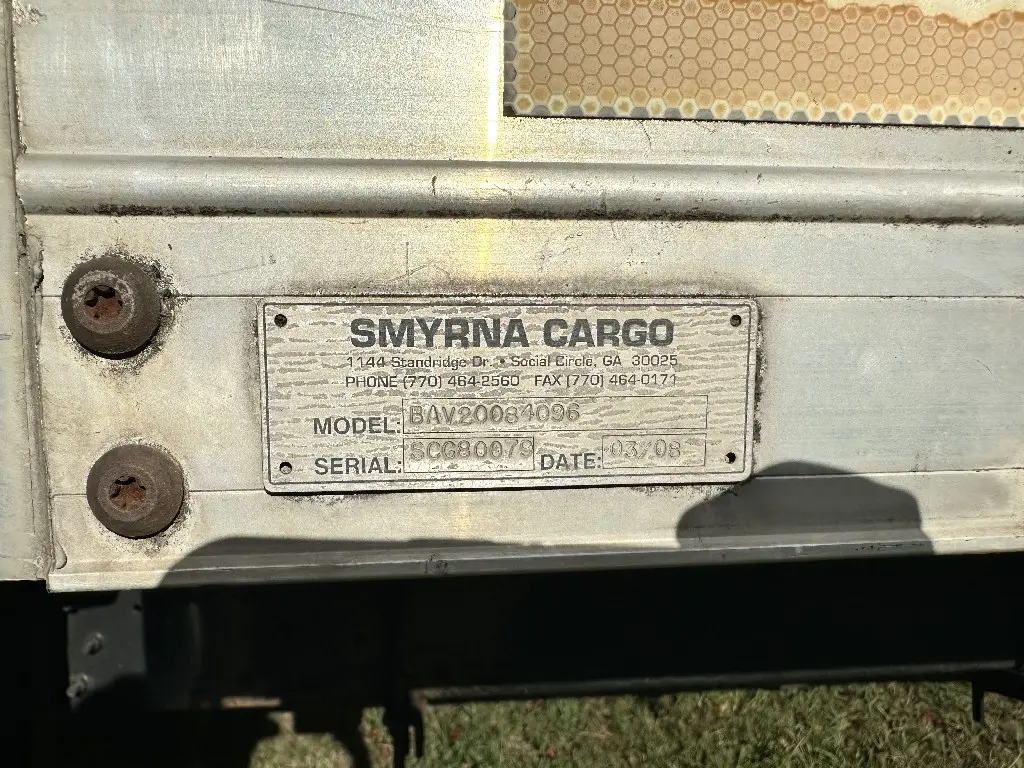 SMYRNA CARGO
1144 Standridge Dr. • Social Circle, GA 30025
PHONE (770) 464-2560 FAX (770) 464-0171
MODEL: BAV20084096
SERIAL: SCG80079 DATE: 03/08